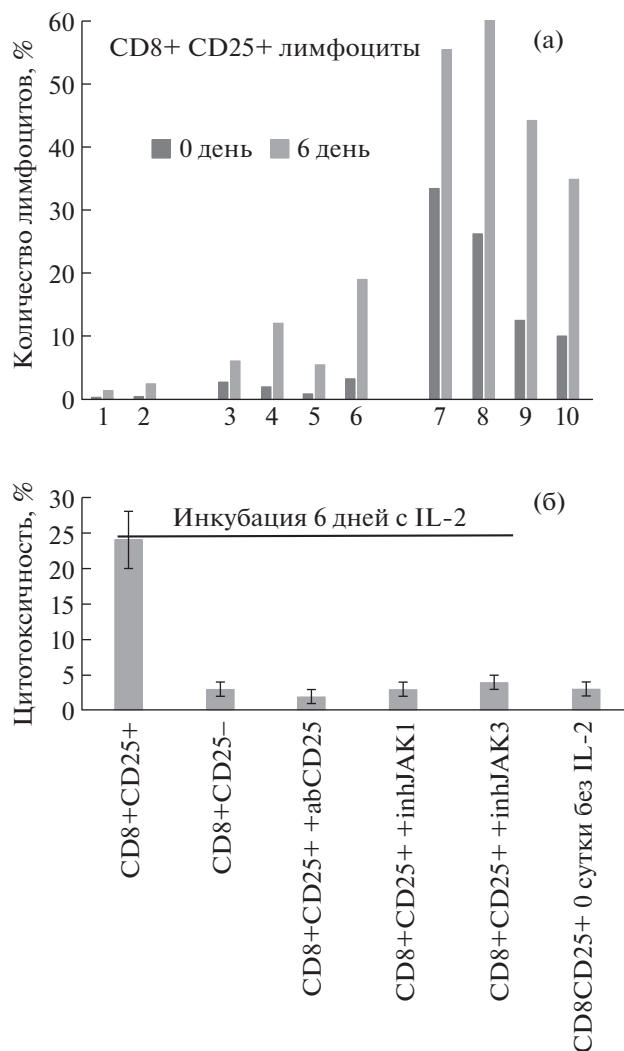 Количество лимфоцитов, %
60
50
40
30
20
10
0
CD8+ CD25+ лимфоциты
(а)
0 день
6 день
1 2 3 4 5 6 7 8 9 10
Цитотоксичность, %
30
25
20
15
10
5
0
Инкубация 6 дней с IL-2
(б)
CD8+CD25+
CD8+CD25–
CD8+CD25+ +abCD25
CD8+CD25+ +inhJAK1
CD8+CD25+ +inhJAK3
CD8CD25+ 0 сутки без IL-2